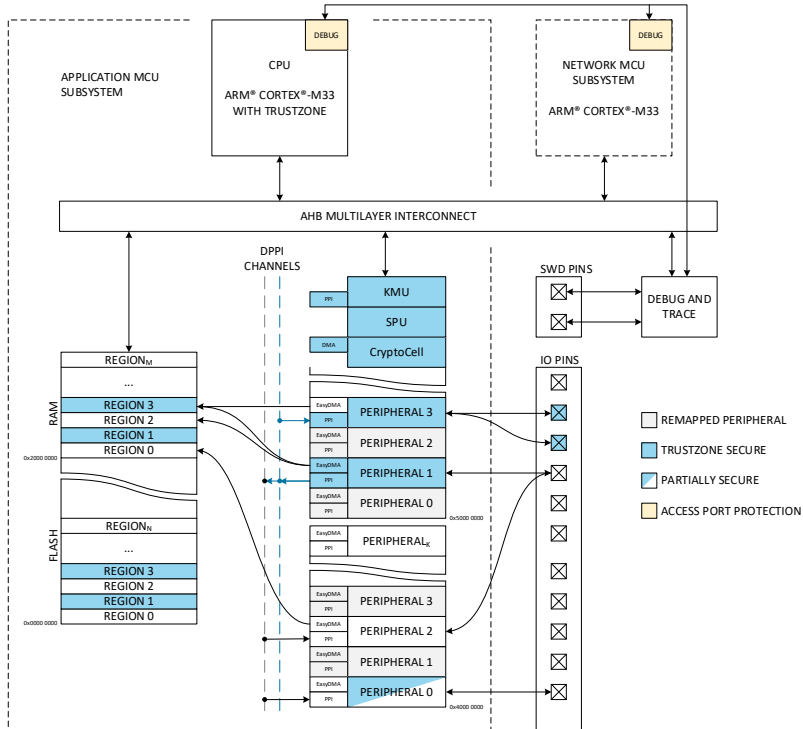 DEBUG
DEBUG
CPU
ARM® CORTEX®-M33
WITH TRUSTZONE
APPLICATION MCU
SUBSYSTEM
NETWORK MCU
SUBSYSTEM
ARM® CORTEX®-M33
AHB MULTILAYER INTERCONNECT
DPPI
CHANNELS
KMU
PPI
SPU
DMA
CryptoCell
SWD PINS
DEBUG AND
TRACE
IO PINS
RAM
REGIONM
...
REGION 3
REGION 2
REGION 1
REGION 0
0x2000 0000
FLASH
REGIONN
...
REGION 3
REGION 2
REGION 1
REGION 0
0x0000 0000
EasyDMA
PPI
PERIPHERAL 3
EasyDMA
PPI
PERIPHERAL 2
EasyDMA
PPI
PERIPHERAL 1
EasyDMA
PPI
PERIPHERAL 0
0x5000 0000
EasyDMA
PPI
PERIPHERALK
EasyDMA
PPI
PERIPHERAL 3
EasyDMA
PPI
PERIPHERAL 2
EasyDMA
PPI
PERIPHERAL 1
EasyDMA
PPI
PERIPHERAL 0
0x4000 0000
REMAPPED PERIPHERAL
TRUSTZONE SECURE
PARTIALLY SECURE
ACCESS PORT PROTECTION